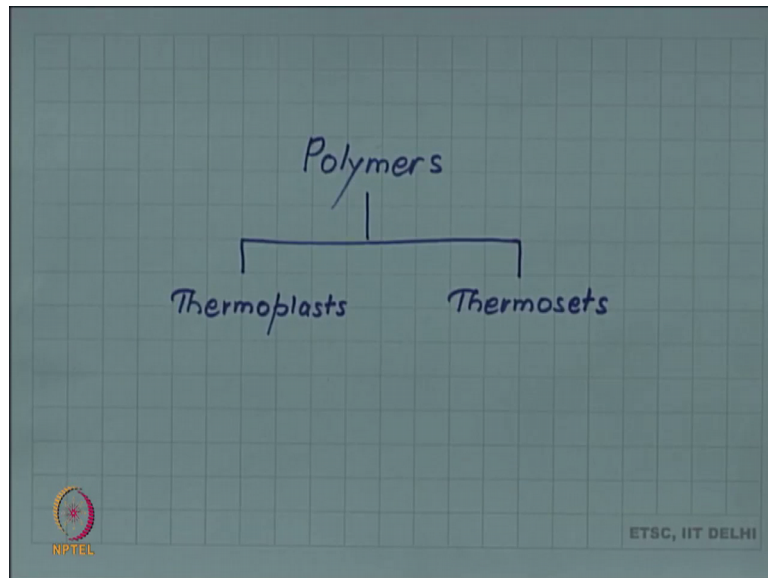 Polymers
Thermoplasts
Thermosets
NPTEL
ETSC, IIT DELHI